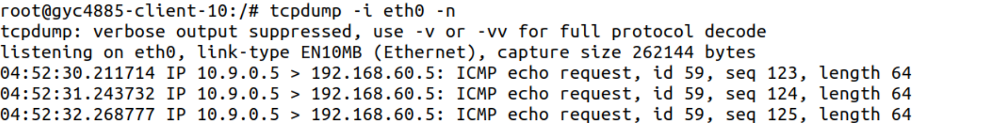 root@gyc4885-client-10:/# tcpdump -i eth0 -n
tcpdump: verbose output suppressed, use -v or -vv for full protocol decode
listening on eth0, link-type EN10MB (Ethernet), capture size 262144 bytes
04:52:30.211714 IP 10.9.0.5 > 192.168.60.5: ICMP echo request, id 59, seq 123, length 64
04:52:31.243732 IP 10.9.0.5 > 192.168.60.5: ICMP echo request, id 59, seq 124, length 64
04:52:32.268777 IP 10.9.0.5 > 192.168.60.5: ICMP echo request, id 59, seq 125, length 64